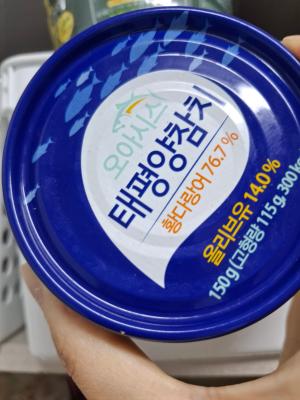 오아시스
태평양참치
황다랑어 76.7%
올리브유 14.0%
150g (고형량 115g, 300k